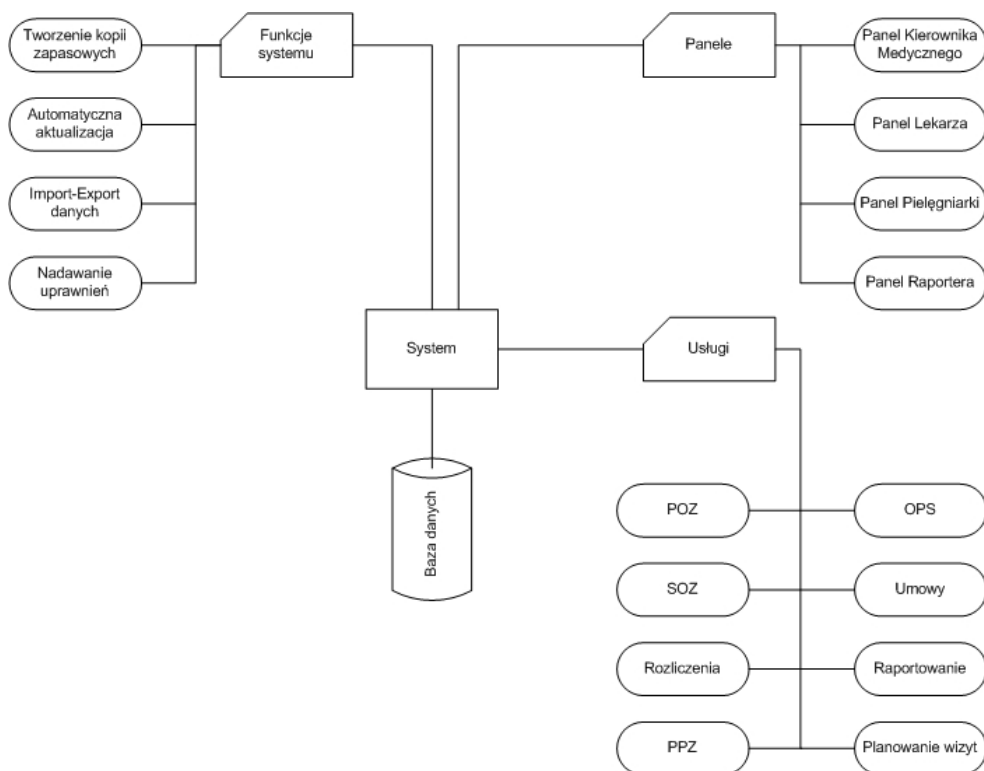 Tworzenie kopii
zapasowych
Funkcje
systemu
Panele
Panel Kierownika
Medycznego
Automatyczna
aktualizacja
Panel Lekarza
Import-Export
danych
Panel Pielęgniarki
Nadawanie
uprawnień
Panel Raportera
System
Usługi
Baza danych
POZ
OPS
SOZ
Umowy
Rozliczenia
Raportowanie
PPZ
Planowanie wizyt